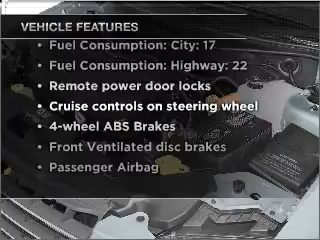 VEHICLE FEATURES
• Fuel Consumption: City: 17
• Fuel Consumption: Highway: 22
• Remote power door locks
• Cruise controls on steering wheel
• 4-wheel ABS Brakes
• Front Ventilated disc brakes
• Passenger Airbag